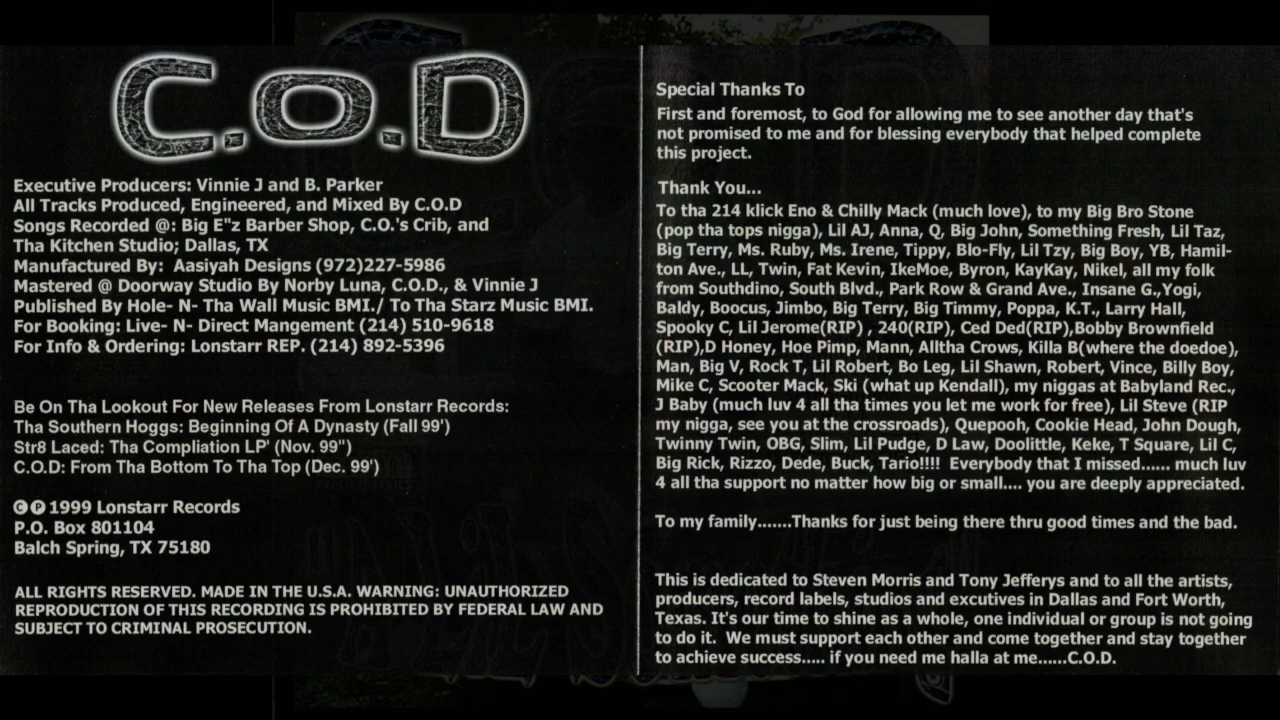 C.O.D
Executive Producers: Vinnie J and B. Parker
All Tracks Produced, Engineered, and Mixed By C.O.D
Songs Recorded @: Big E"z Barber Shop, C.O.'s Crib, and
Tha Kitchen Studio; Dallas, TX
Manufactured By: Aasiyah Designs (972)227-5986
Mastered @ Doorway Studio By Norby Luna, C.O.D., & Vinnie J
Published By Hole- N- Tha Wall Music BMI./ To Tha Starz Music BMI.
For Booking: Live- N- Direct Mangement (214) 510-9618
For Info & Ordering: Lonstarr REP. (214) 892-5396
Be On Tha Lookout For New Releases From Lonstarr Records:
Tha Southern Hoggs: Beginning Of A Dynasty (Fall 99')
Str8 Laced: Tha Compliation LP' (Nov. 99")
C.O.D: From Tha Bottom To Tha Top (Dec. 99')
©℗ 1999 Lonstarr Records
P.O. Box 801104
Balch Spring, TX 75180
ALL RIGHTS RESERVED. MADE IN THE U.S.A. WARNING: UNAUTHORIZED
REPRODUCTION OF THIS RECORDING IS PROHIBITED BY FEDERAL LAW AND
SUBJECT TO CRIMINAL PROSECUTION.
Special Thanks To
First and foremost, to God for allowing me to see another day that's
not promised to me and for blessing everybody that helped complete
this project.
Thank You...
To tha 214 klick Eno & Chilly Mack (much love), to my Big Bro Stone
(pop tha tops nigga), Lil AJ, Anna, Q, Big John, Something Fresh, Lil Taz,
Big Terry, Ms. Ruby, Ms. Irene, Tippy, Blo-Fly, Lil Tzy, Big Boy, YB, Hamil-
ton Ave., LL, Twin, Fat Kevin, IkeMoe, Byron, KayKay, Nikel, all my folk
from Southdino, South Blvd., Park Row & Grand Ave., Insane G.,Yogi,
Baldy, Boocus, Jimbo, Big Terry, Big Timmy, Poppa, K.T., Larry Hall,
Spooky C, Lil Jerome(RIP) , 240(RIP), Ced Ded(RIP),Bobby Brownfield
(RIP),D Honey, Hoe Pimp, Mann, Alltha Crows, Killa B(where tha doedoe),
Man, Big V, Rock T, Lil Robert, Bo Leg, Lil Shawn, Robert, Vince, Billy Boy,
Mike C, Scooter Mack, Ski (what up Kendall), my niggas at Babyland Rec.,
J Baby (much luv 4 all tha times you let me work for free), Lil Steve (RIP
my nigga, see you at the crossroads), Quepooh, Cookie Head, John Dough,
Twinny Twin, OBG, Slim, Lil Pudge, D Law, Doolittle, Keke, T Square, Lil C,
Big Rick, Rizzo, Dede, Buck, Tario!!!! Everybody that I missed...... much luv
4 all tha support no matter how big or small.... you are deeply appreciated.
To my family.......Thanks for just being there thru good times and the bad.
This is dedicated to Steven Morris and Tony Jefferys and to all the artists,
producers, record labels, studios and excutives in Dallas and Fort Worth,
Texas. It's our time to shine as a whole, one individual or group is not going
to do it. We must support each other and come together and stay together
to achieve success..... if you need me halla at me......C.O.D.